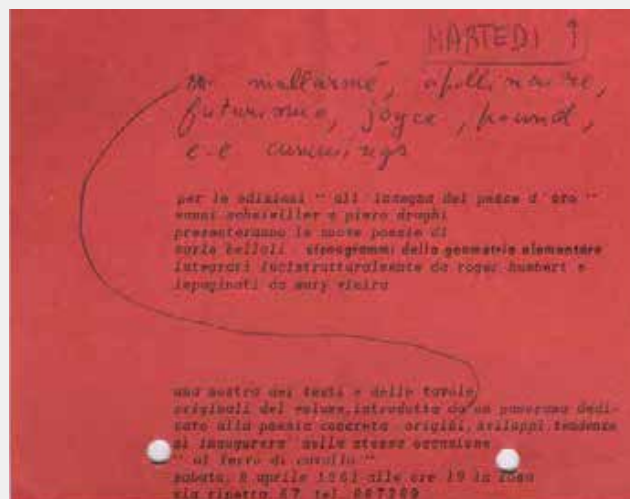 MARTEDI
mallarmé, apollinaire,
futurismo, joyce, pound,
e.e. cummings
per le edizioni " all'insegna del pesce d'oro "
vanni scheiwiller e piero draghi
presenteranno le nuove poesie di
carlo belloli stenogrammi della geometria elementare
integrati lucistrutturalmente da roger humbert e
impaginati da mary vieira
una mostra dei testi e delle tavole
originali del volume, introdotta da un panorama dedi-
cato alla poesia concreta origini, sviluppi, tendenze
si inaugurerà nella stessa occasione
" al ferro di cavallo "
sabato, 8 aprile 1961 alle ore 19 in roma
via ripetta, 67 tel.